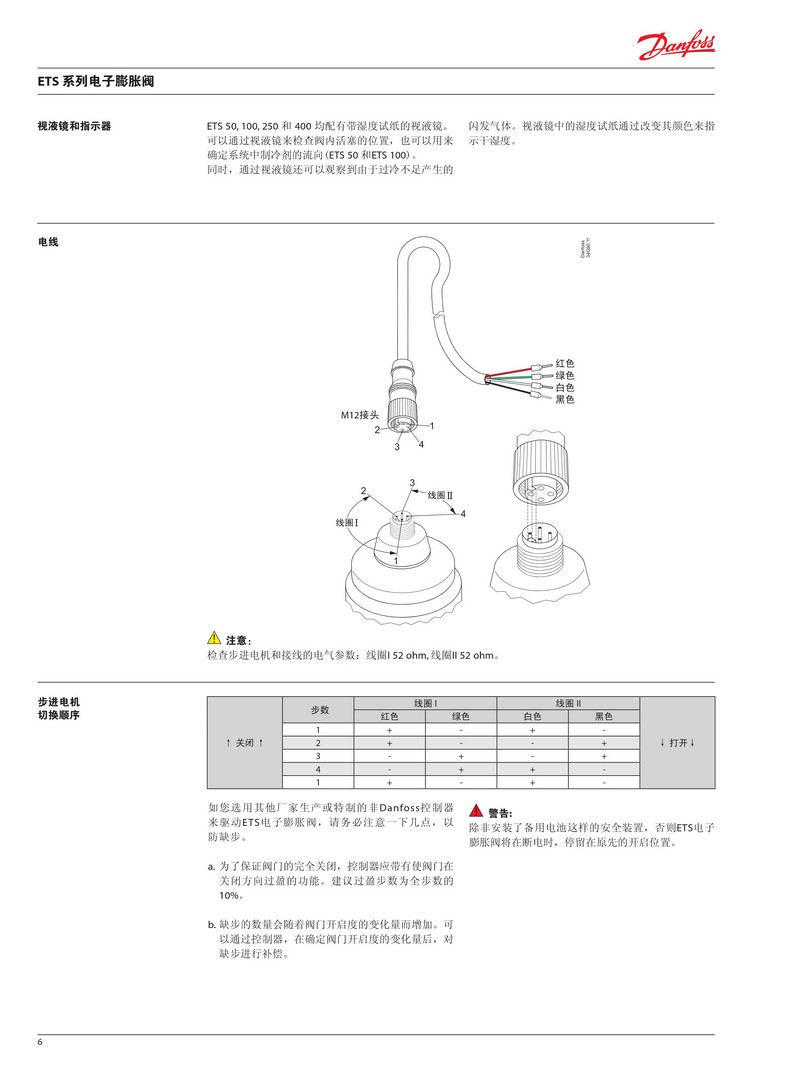 Danfoss
ETS 系列电子膨胀阀
视液镜和指示器
ETS 50, 100, 250 和 400 均配有带湿度试纸的视液镜。
可以通过视液镜来检查阀内活塞的位置，也可以用来
确定系统中制冷剂的流向（ETS 50 和ETS 100）。
同时，通过视液镜还可以观察到由于过冷不足产生的
闪发气体。视液镜中的湿度试纸通过改变其颜色来指
示干湿度。
电线
Danfoss
红色
绿色
白色
黑色
M12接头
1
2
3
4
3
2
线圈Ⅱ
4
线圈Ⅰ
1
注意：
检查步进电机和接线的电气参数：线圈I 52 ohm, 线圈II 52 ohm。
步进电机
切换顺序
步数 线圈 I 线圈 II
红色 绿色 白色 黑色
1 + - + -
↑ 关闭 ↑ 2 + - - + ↓ 打开↓
3 - + - +
4 - + + -
1 + - + -
如您选用其他厂家生产或特制的非Danfoss控制器
来驱动ETS电子膨胀阀，请务必注意一下几点，以
防缺步。
a. 为了保证阀门的完全关闭，控制器应带有使阀门在
关闭方向过盈的功能。建议过盈步数为全步数的
10%。
b. 缺步的数量会随着阀门开启度的变化量而增加。可
以通过控制器，在确定阀门开启度的变化量后，对
缺步进行补偿。
警告:
除非安装了备用电池这样的安全装置，否则ETS电子
膨胀阀将在断电时，停留在原先的开启位置。
6